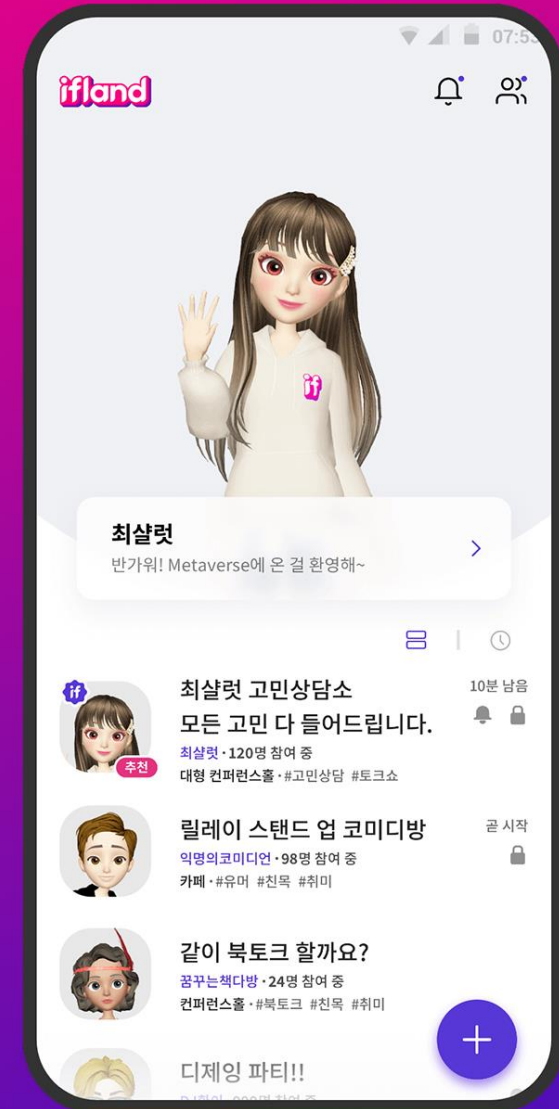 07:53
ifland
if
최샬럿
반가워! Metaverse에 온 걸 환영해~
if
추천
최샬럿 고민상담소
모든 고민 다 들어드립니다.
최샬럿 · 120명 참여 중
대형 컨퍼런스홀 · #고민상담 #토크쇼
10분 남음
릴레이 스탠드 업 코미디방
익명의코미디언 · 98명 참여 중
카페 · #유머 #친목 #취미
곧 시작
같이 북토크 할까요?
꿈꾸는책다방 · 24명 참여 중
컨퍼런스홀 · #북토크 #친목 #취미
디제잉 파티!!